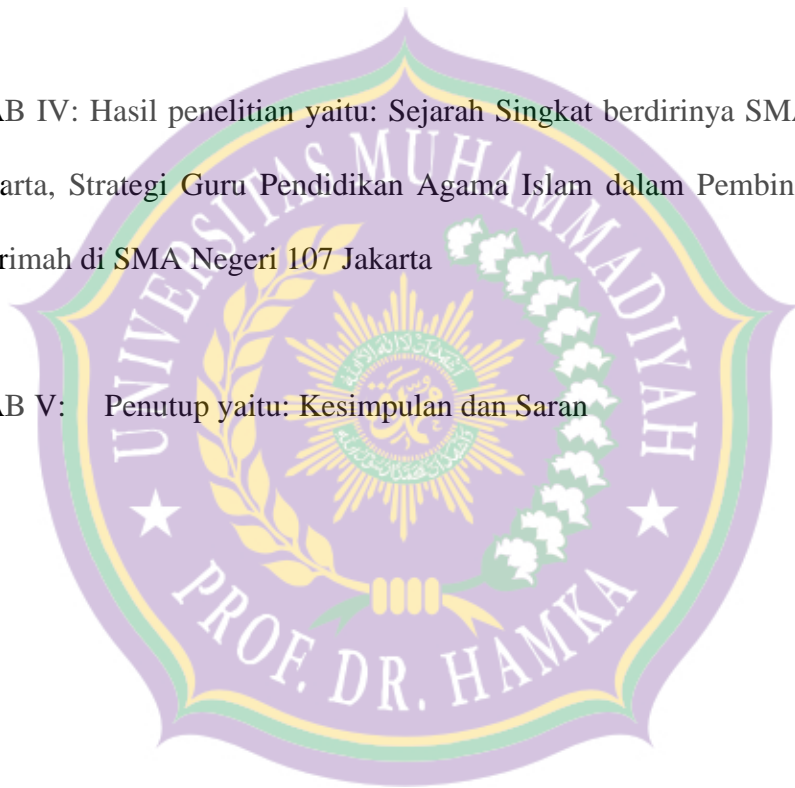 AB IV: Hasil penelitian yaitu: Sejarah Singkat berdirinya SMA
arta, Strategi Guru Pendidikan Agama Islam dalam Pembin
rimah di SMA Negeri 107 Jakarta
AB V: Penutup yaitu: Kesimpulan dan Saran
UNIVERSITAS MUHAMMADIYAH
PROF. DR. HAMKA